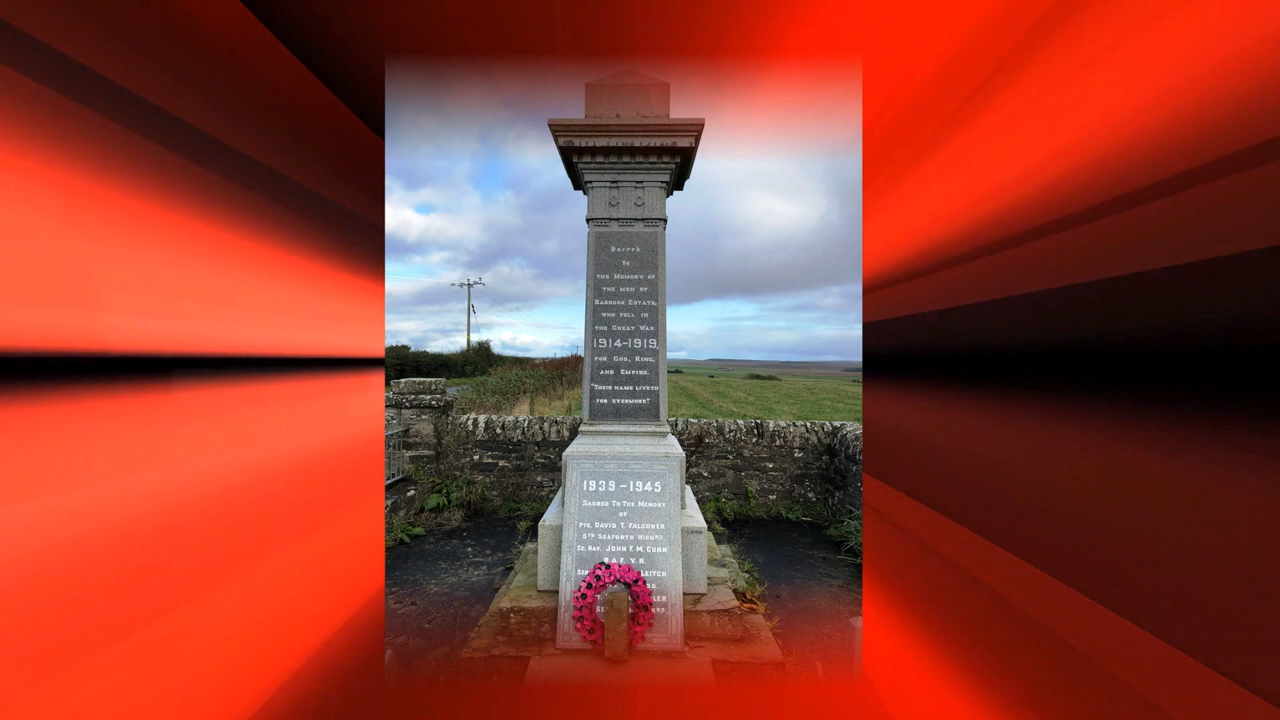 Barrck
To
the Memory of
the men of
Barrock Estate,
who fell in
the Great War
1914-1919,
for God, King,
and Empire.
"Their name liveth
for evermore"
1939-1945
Sacred To The Memory
of
Pte. David T. Falconer
5th Seaforth Highrs.
Sq. Nav. John F. M. Gunn
R.A.F.V.R.
Leitch